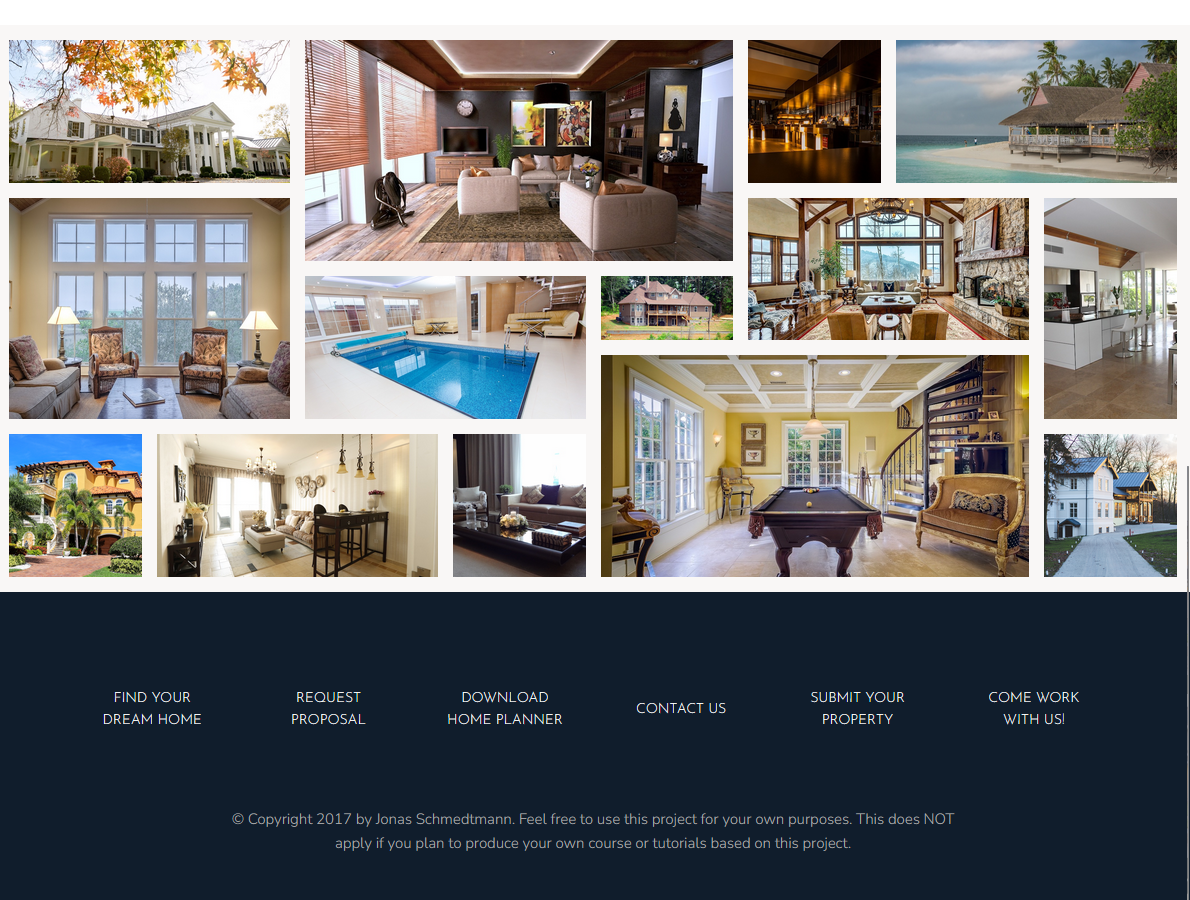 FIND YOUR
DREAM HOME
REQUEST
PROPOSAL
DOWNLOAD
HOME PLANNER
CONTACT US
SUBMIT YOUR
PROPERTY
COME WORK
WITH US!
© Copyright 2017 by Jonas Schmedtmann. Feel free to use this project for your own purposes. This does NOT
apply if you plan to produce your own course or tutorials based on this project.